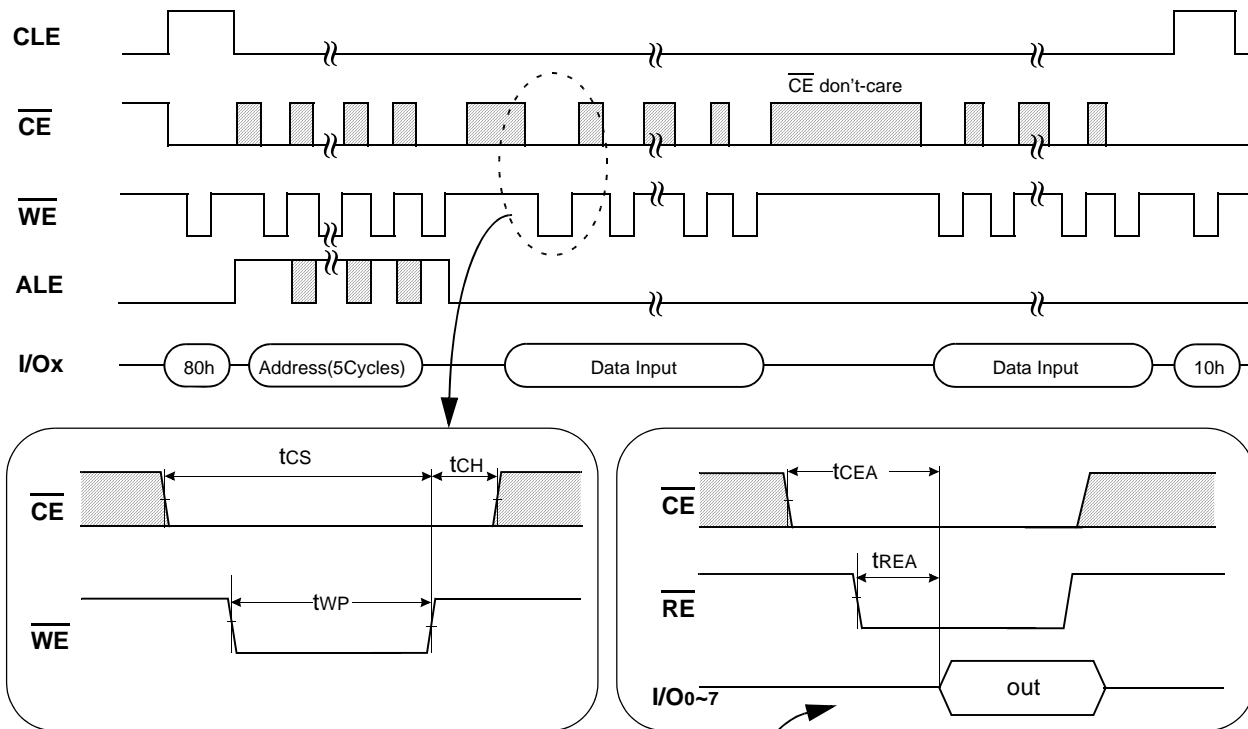 CLE
CE don't-care
CE
WE
ALE
I/Ox
80h
Address(5Cycles)
Data Input
Data Input
10h
tCS
tCH
CE
tWP
WE
tCEA
CE
tREA
RE
I/O0~7
out